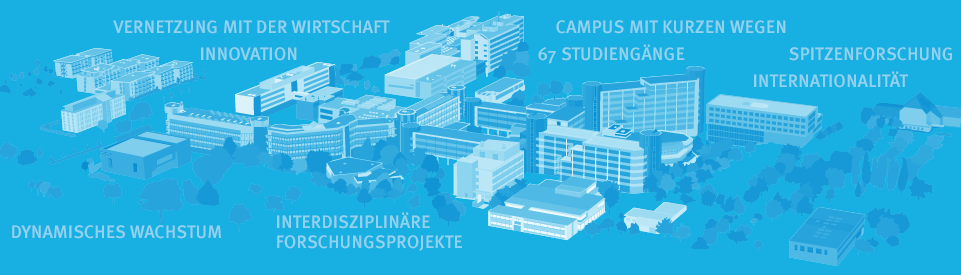 VERNETZUNG MIT DER WIRTSCHAFT
CAMPUS MIT KURZEN WEGEN
INNOVATION
67 STUDIENGÄNGE
SPITZENFORSCHUNG
INTERNATIONALITÄT
DYNAMISCHES WACHSTUM
INTERDISZIPLINÄRE
FORSCHUNGSPROJEKTE